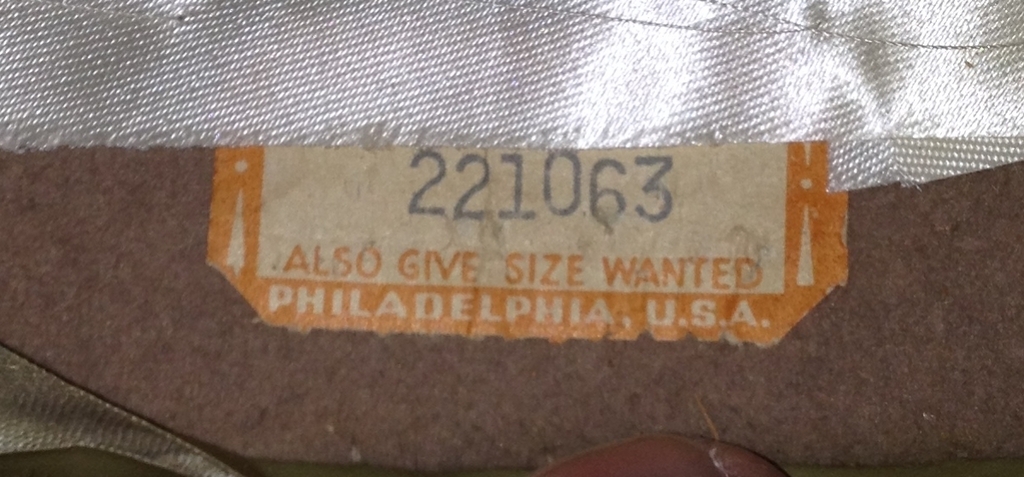 221063
ALSO GIVE SIZE WANTED
PHILADELPHIA, U.S.A.